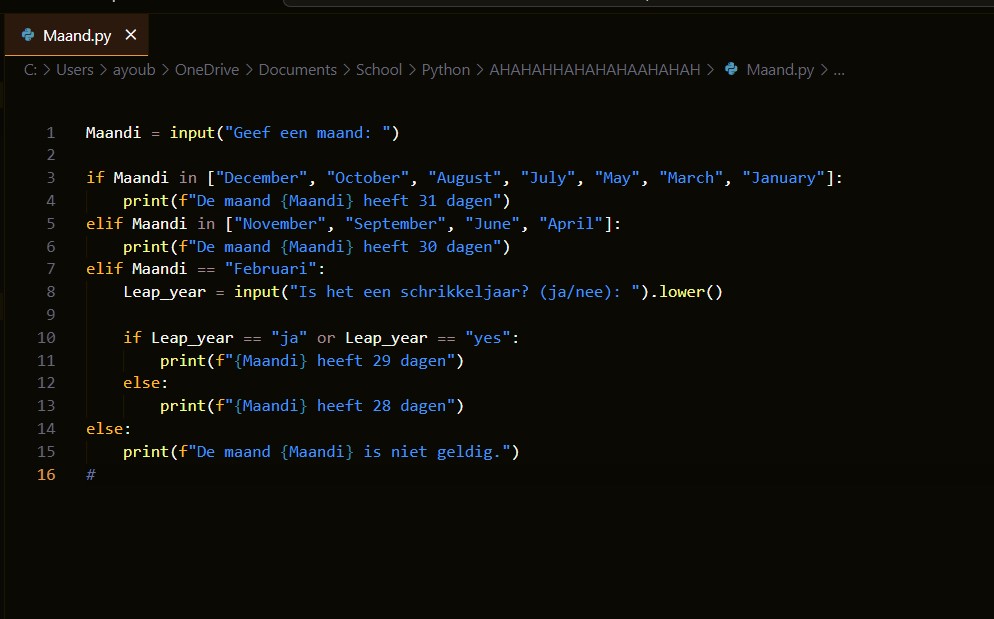 Maand.py
C: > Users > ayoub > OneDrive > Documents > School > Python > AHAHAHHAHAHAHAAHAHAH > Maand.py > ...
1 Maandi = input("Geef een maand: ")
2
3 if Maandi in ["December", "October", "August", "July", "May", "March", "January"]:
4 print(f"De maand {Maandi} heeft 31 dagen")
5 elif Maandi in ["November", "September", "June", "April"]:
6 print(f"De maand {Maandi} heeft 30 dagen")
7 elif Maandi == "Februari":
8 Leap_year = input("Is het een schrikkeljaar? (ja/nee): ").lower()
9
10 if Leap_year == "ja" or Leap_year == "yes":
11 print(f"{Maandi} heeft 29 dagen")
12 else:
13 print(f"{Maandi} heeft 28 dagen")
14 else:
15 print(f"De maand {Maandi} is niet geldig.")
16 #